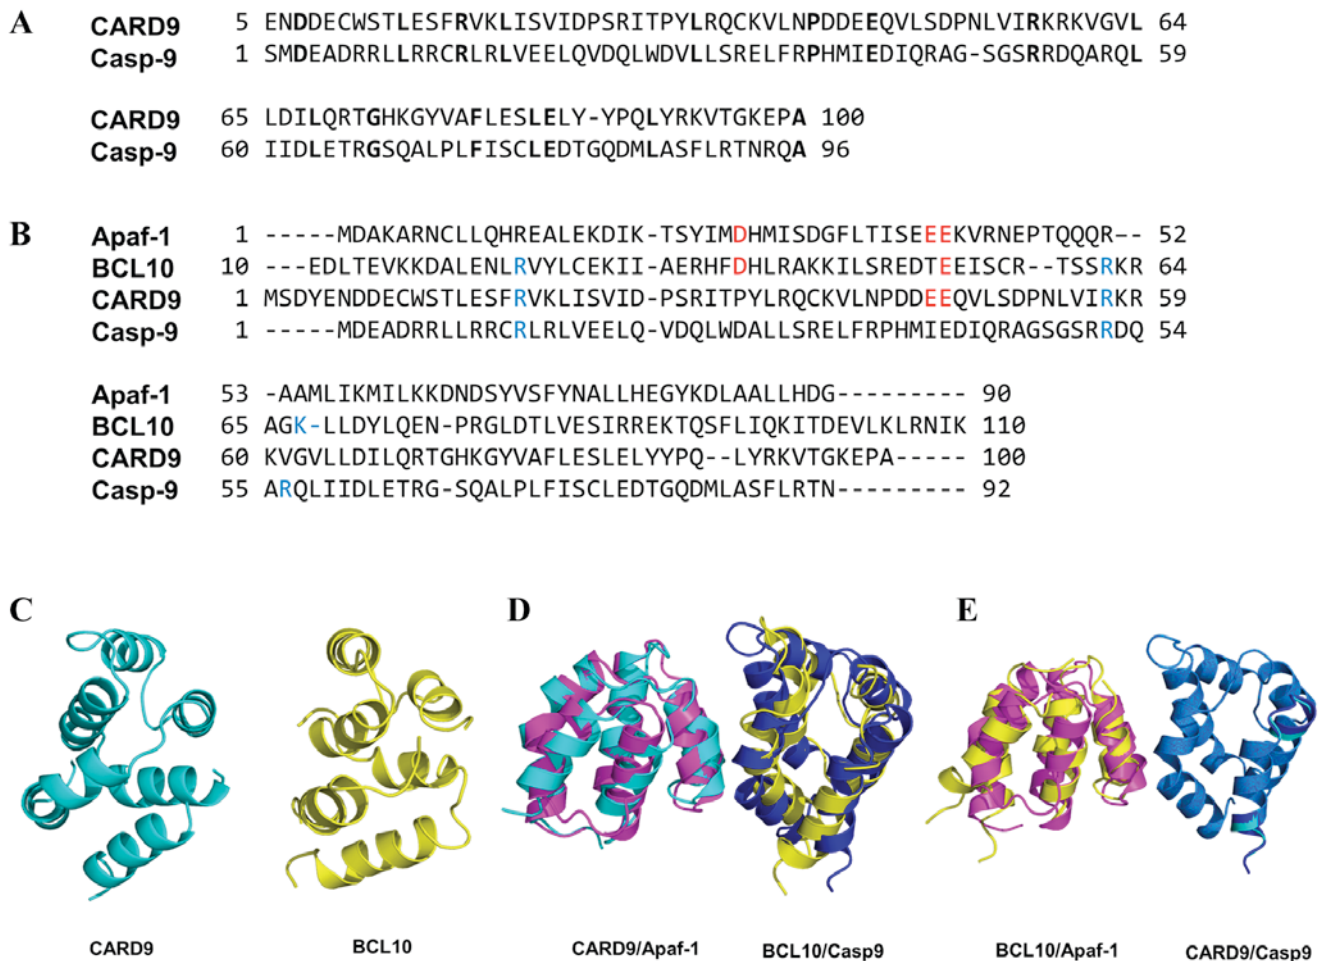 A
CARD9 5 ENDDECWSTLESFRVKLISVIDPSRITPYLRQCKVLNPDDEEQVLSDPNLVIRKRKVGVL 64
Casp-9 1 SMDEADRRLLRRCRLRLVEELQVDQLWDVLLSRELFRPHMIEDIQRAG-SGSRRDQARQL 59
CARD9 65 LDILQRTGHKGYVAFLESLELY-YPQLYRKVTGKEPA 100
Casp-9 60 IIDLETRGSQALPLFISCLEDTGQDMLASFLRTNRQA 96
B
Apaf-1 1 -----MDAKARNCLLQHREALEKDIK-TSYIMDHMISDGFLTISEEEKVRNEPTQQQR-- 52
BCL10 10 ---EDLTEVKKDALENLRVYLCEKII-AERHFDHLRAKKILSREDTEEISCR--TSSRKR 64
CARD9 1 MSDYENDDECWSTLESFRVKLISVID-PSRITPYLRQCKVLNPDDEEQVLSDPNLVIRKR 59
Casp-9 1 -----MDEADRRLLRRCRLRLVEELQ-VDQLWDALLSRELFRPHMIEDIQRAGSGSRRDQ 54
Apaf-1 53 -AAMLIKMILKKDNDSYVSFYNALLHEGYKDLAALLHDG--------- 90
BCL10 65 AGK-LLDYLQEN-PRGLDTLVESIRREKTQSFLIQKITDEVLKLRNIK 110
CARD9 60 KVGVLLDILQRTGHKGYVAFLESLELYYPQ--LYRKVTGKEPA----- 100
Casp-9 55 ARQLIIDLETRG-SQALPLFISCLEDTGQDMLASFLRTN--------- 92
C D E
CARD9 BCL10 CARD9/Apaf-1 BCL10/Casp9 BCL10/Apaf-1 CARD9/Casp9